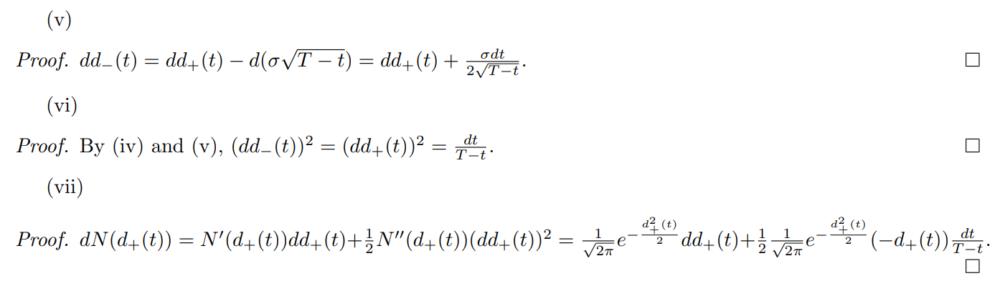 (v)
Proof. $dd_-(t) = dd_+(t) - d(\sigma\sqrt{T-t}) = dd_+(t) + \frac{\sigma dt}{2\sqrt{T-t}}$. □
(vi)
Proof. By (iv) and (v), $(dd_-(t))^2 = (dd_+(t))^2 = \frac{dt}{T-t}$. □
(vii)
Proof. $dN(d_+(t)) = N'(d_+(t))dd_+(t) + \frac{1}{2}N''(d_+(t))(dd_+(t))^2 = \frac{1}{\sqrt{2\pi}}e^{-\frac{d_+^2(t)}{2}}dd_+(t) + \frac{1}{2}\frac{1}{\sqrt{2\pi}}e^{-\frac{d_+^2(t)}{2}}(-d_+(t))\frac{dt}{T-t}$.
□